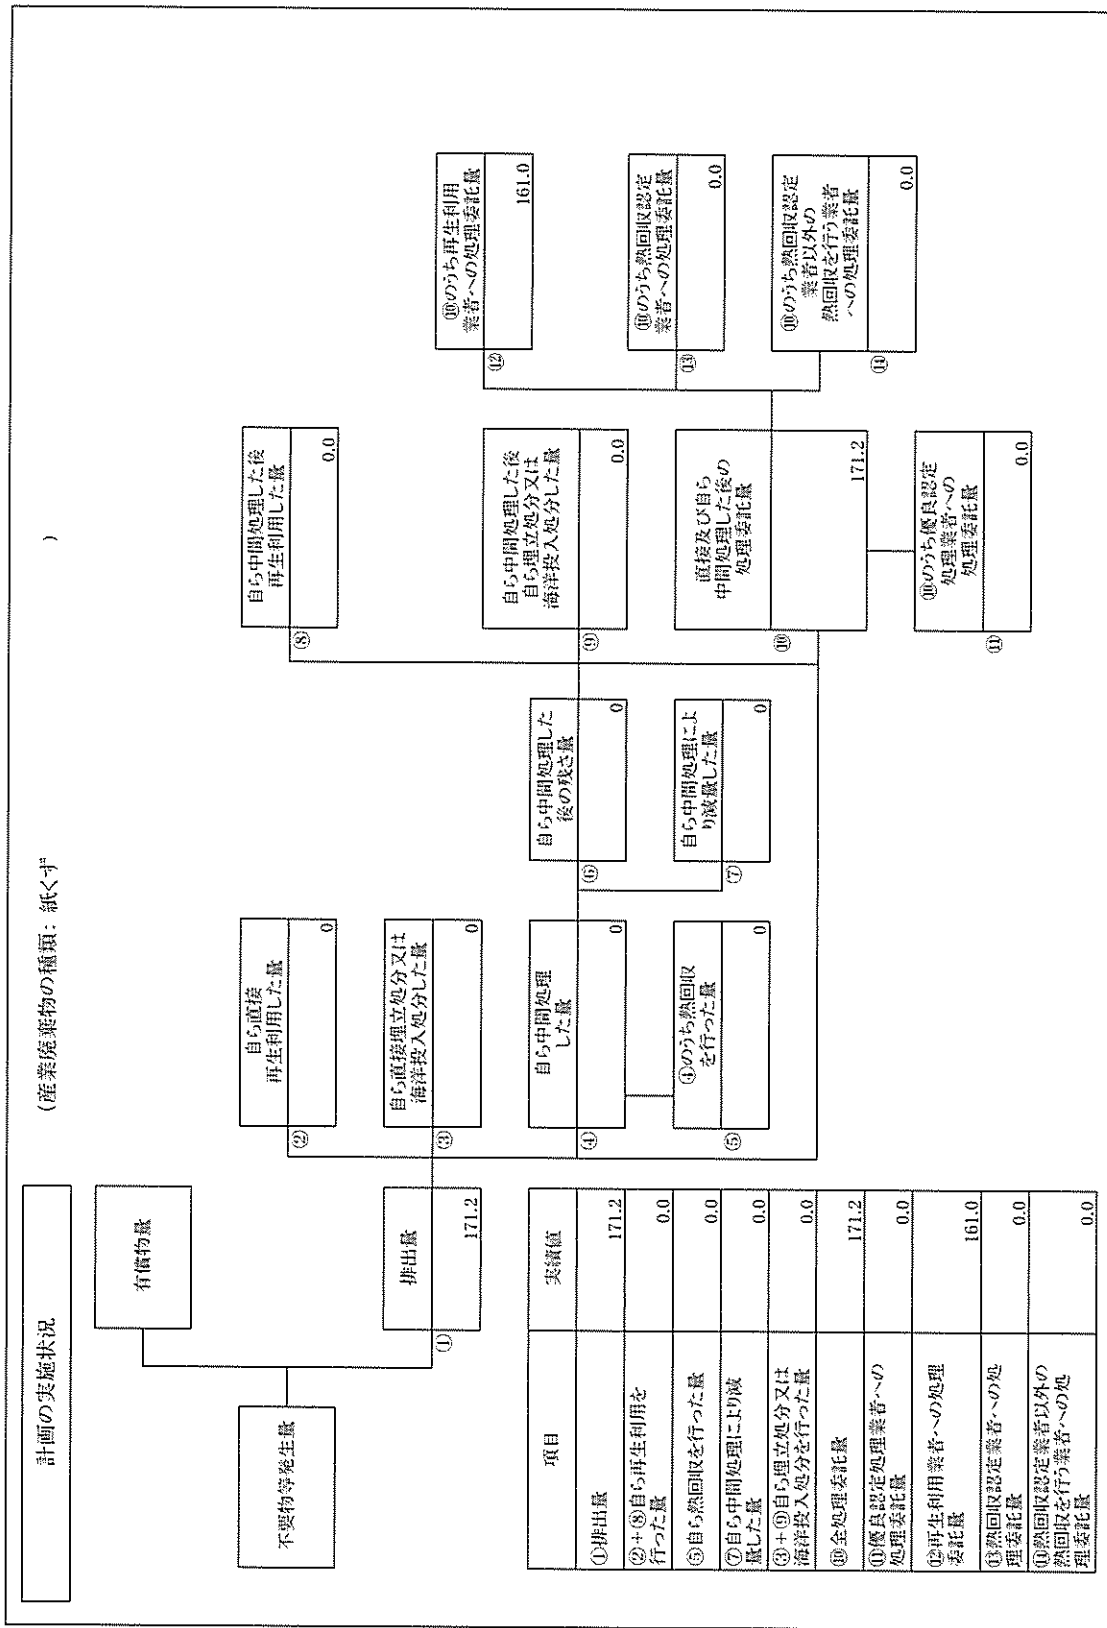 計画の実施状況
(産業廃棄物の種類: 紙くず
)
不要物等発生量
有償物量
①
排出量
171.2
②
自ら直接
再生利用した量
0
③
自ら直接埋立処分又は
海洋投入処分した量
0
④
自ら中間処理
した量
0
⑤
④のうち熱回収
を行った量
0
⑥
自ら中間処理した
後の残さ量
0
⑦
自ら中間処理によ
り減量した量
0
⑧
自ら中間処理した後
再生利用した量
0.0
⑨
自ら中間処理した後
自ら埋立処分又は
海洋投入処分した量
0.0
⑩
直接及び自ら
中間処理した後の
処理委託量
171.2
⑪
⑩のうち優良認定
処理業者への
処理委託量
0.0
⑫
⑩のうち再生利用
業者への処理委託量
161.0
⑬
⑩のうち熱回収認定
業者への処理委託量
0.0
⑭
⑩のうち熱回収認定
業者以外の
熱回収を行う業者
への処理委託量
0.0
項目
実績値
①排出量
171.2
②+⑧自ら再生利用を
行った量
0.0
⑤自ら熱回収を行った量
0.0
⑦自ら中間処理により減
量した量
0.0
③+⑨自ら埋立処分又は
海洋投入処分を行った量
0.0
⑩全処理委託量
171.2
⑪優良認定処理業者への
処理委託量
0.0
⑫再生利用業者への処理
委託量
161.0
⑬熱回収認定業者への処
理委託量
0.0
⑭熱回収認定業者以外の
熱回収を行う業者への処
理委託量
0.0